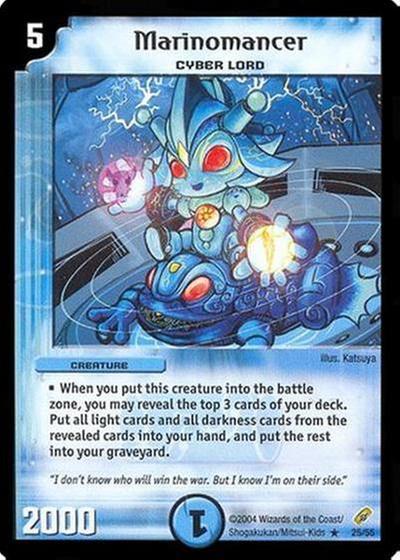 5
Marinomancer
CYBER LORD
illus. Katsuya
CREATURE
▪ When you put this creature into the battle
zone, you may reveal the top 3 cards of your deck.
Put all light cards and all darkness cards from the
revealed cards into your hand, and put the rest
into your graveyard.
"I don't know who will win the war. But I know I'm on their side."
2000
1
©2004 Wizards of the Coast/
Shogakukan/Mitsui-Kids ★ 25/55